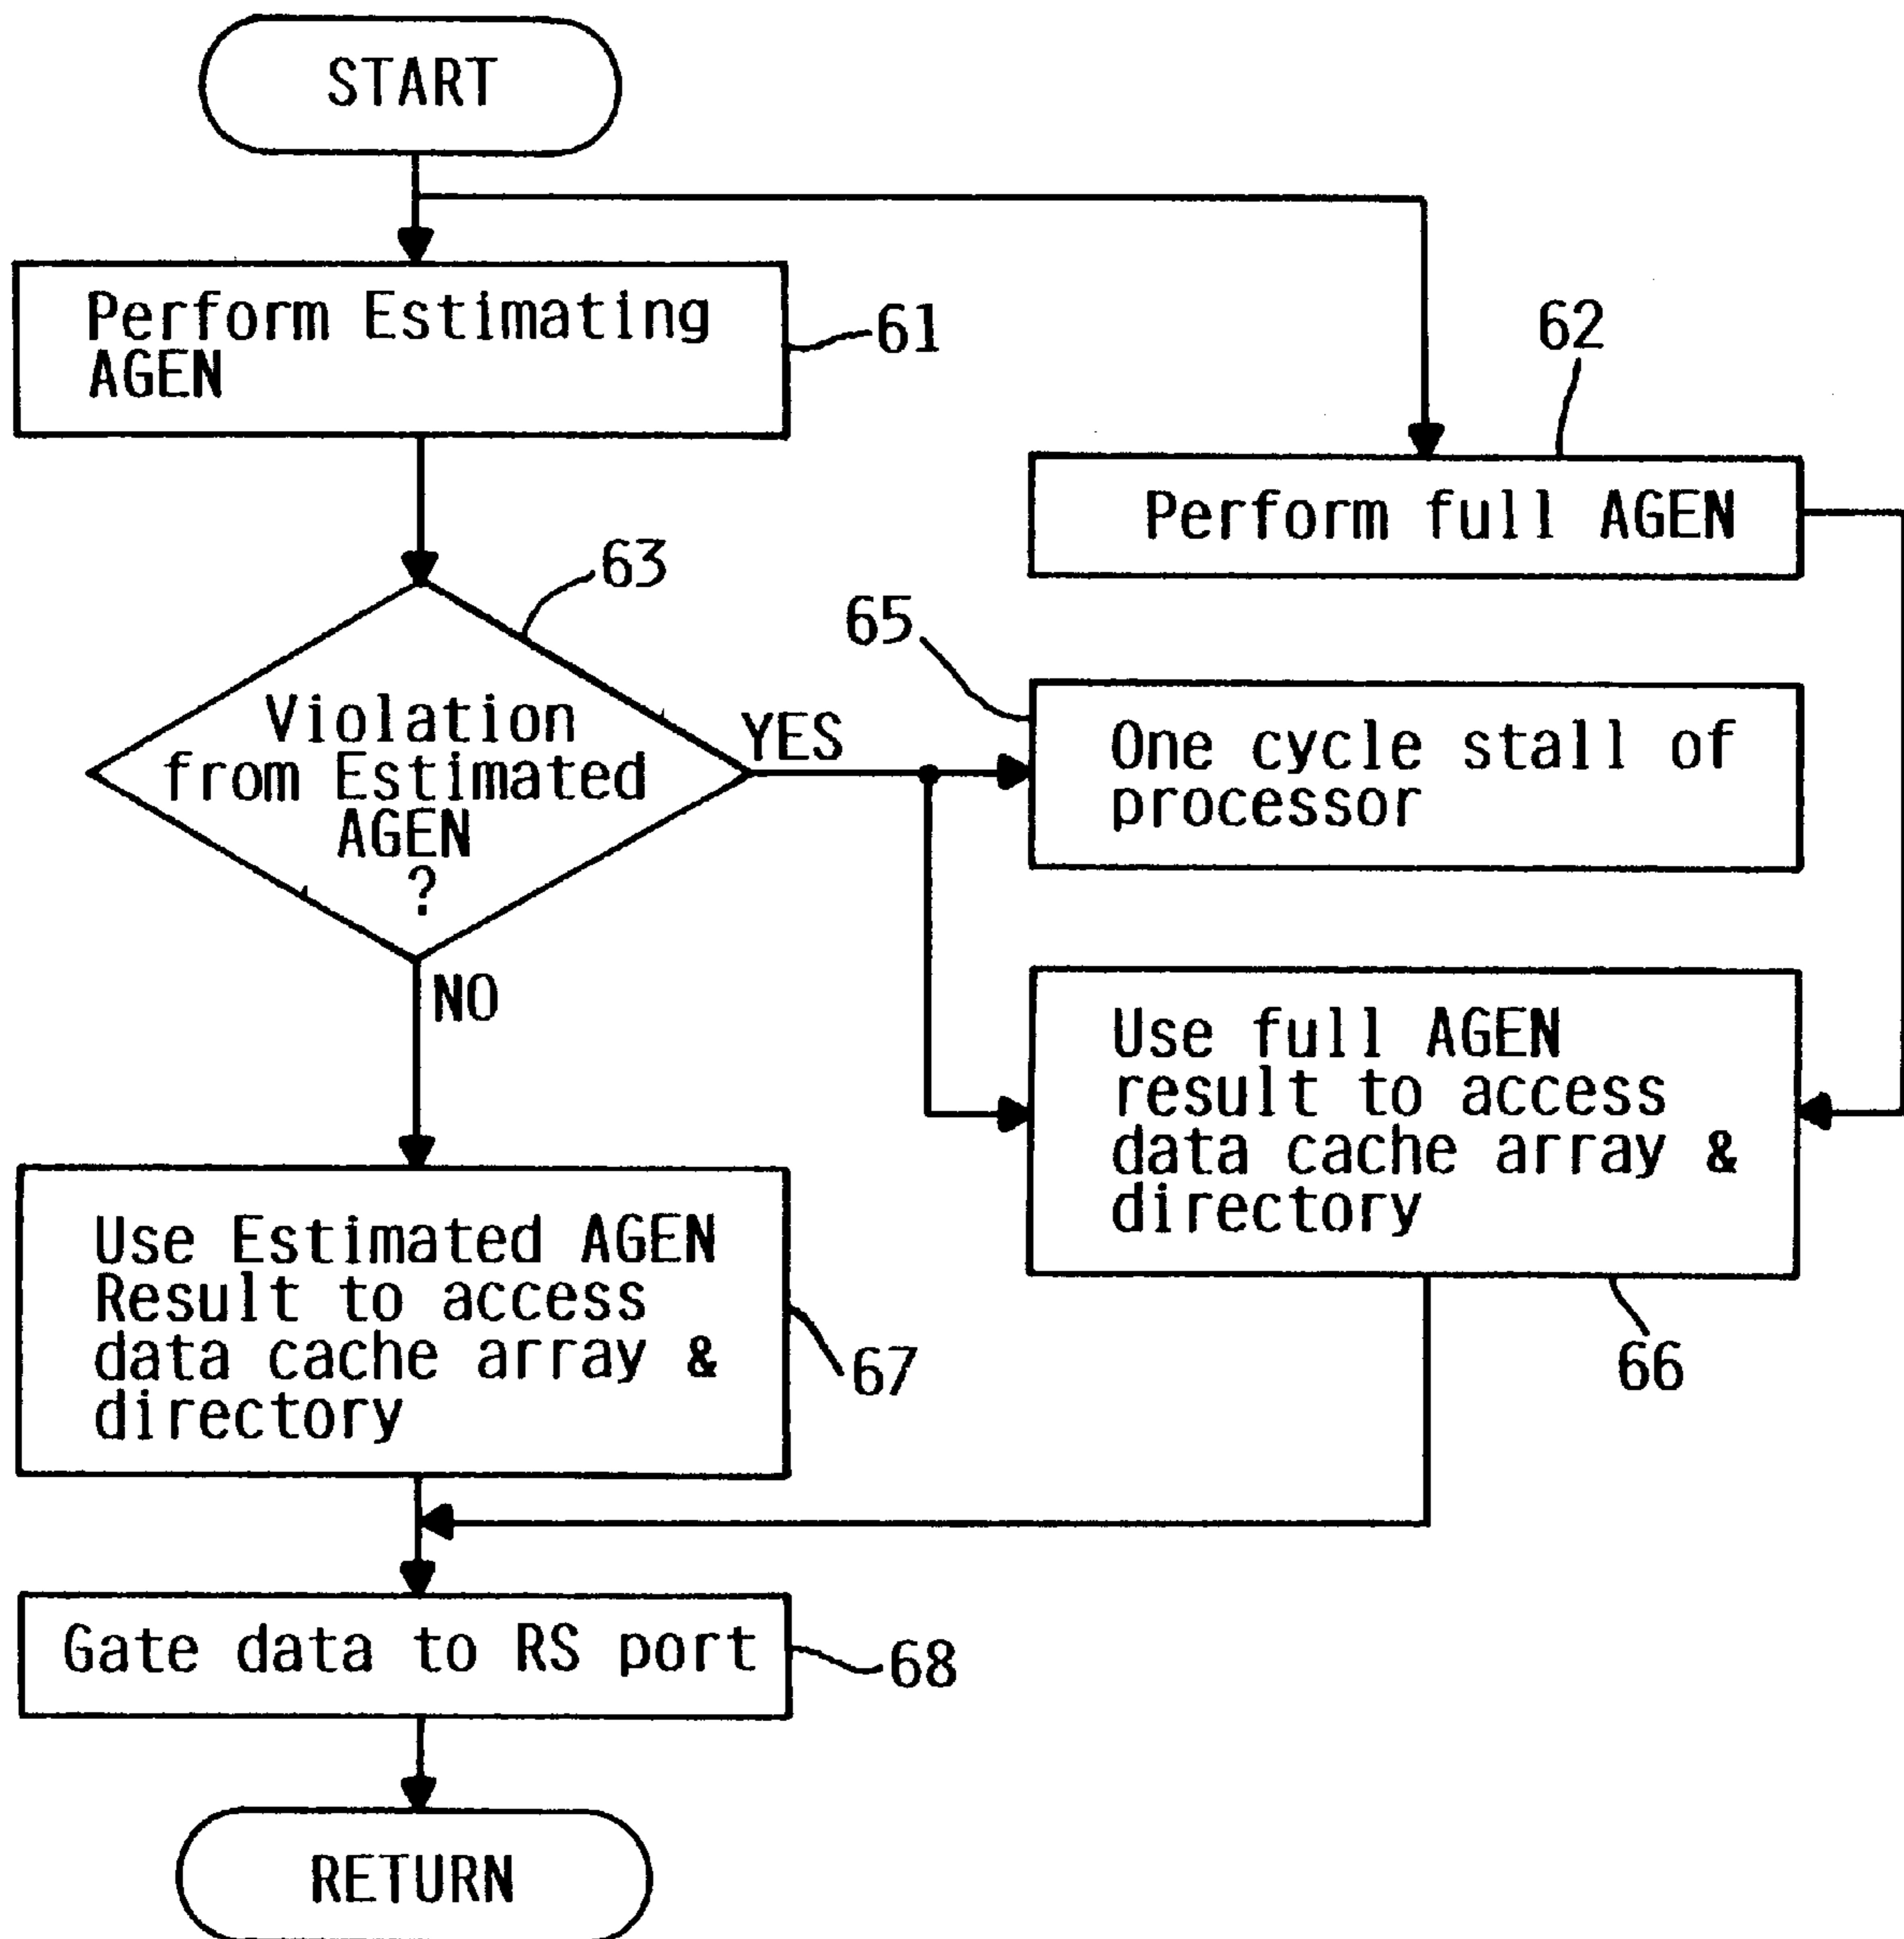 START
Perform Estimating
AGEN
61
62
Perform full AGEN
63
Violation
from Estimated
AGEN
?
YES
NO
65
One cycle stall of
processor
Use full AGEN
result to access
data cache array &
directory
66
Use Estimated AGEN
Result to access
data cache array &
directory
67
Gate data to RS port
68
RETURN